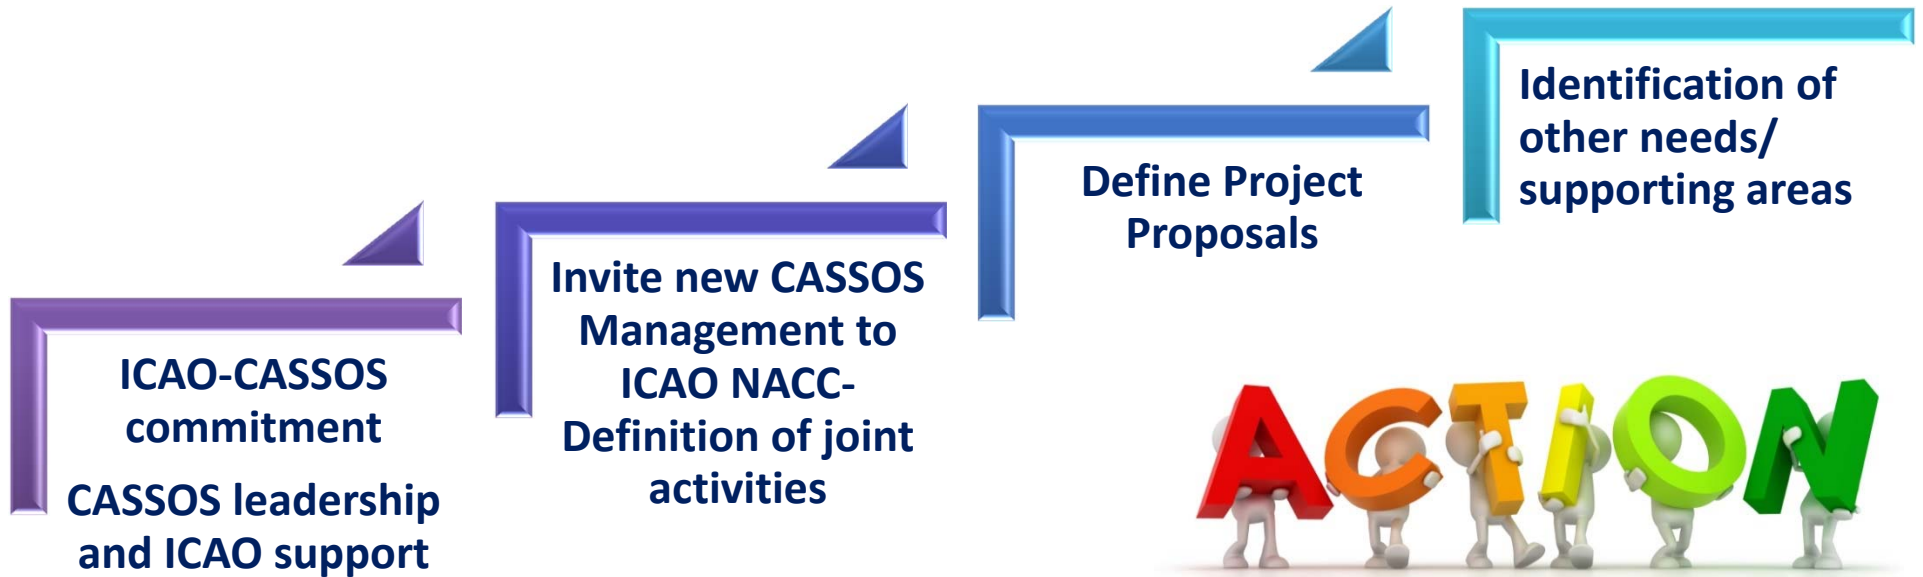 ICAO-CASSOS
commitment
CASSOS leadership
and ICAO support
Invite new CASSOS
Management to
ICAO NACC-
Definition of joint
activities
Define Project
Proposals
Identification of
other needs/
supporting areas
ACTION